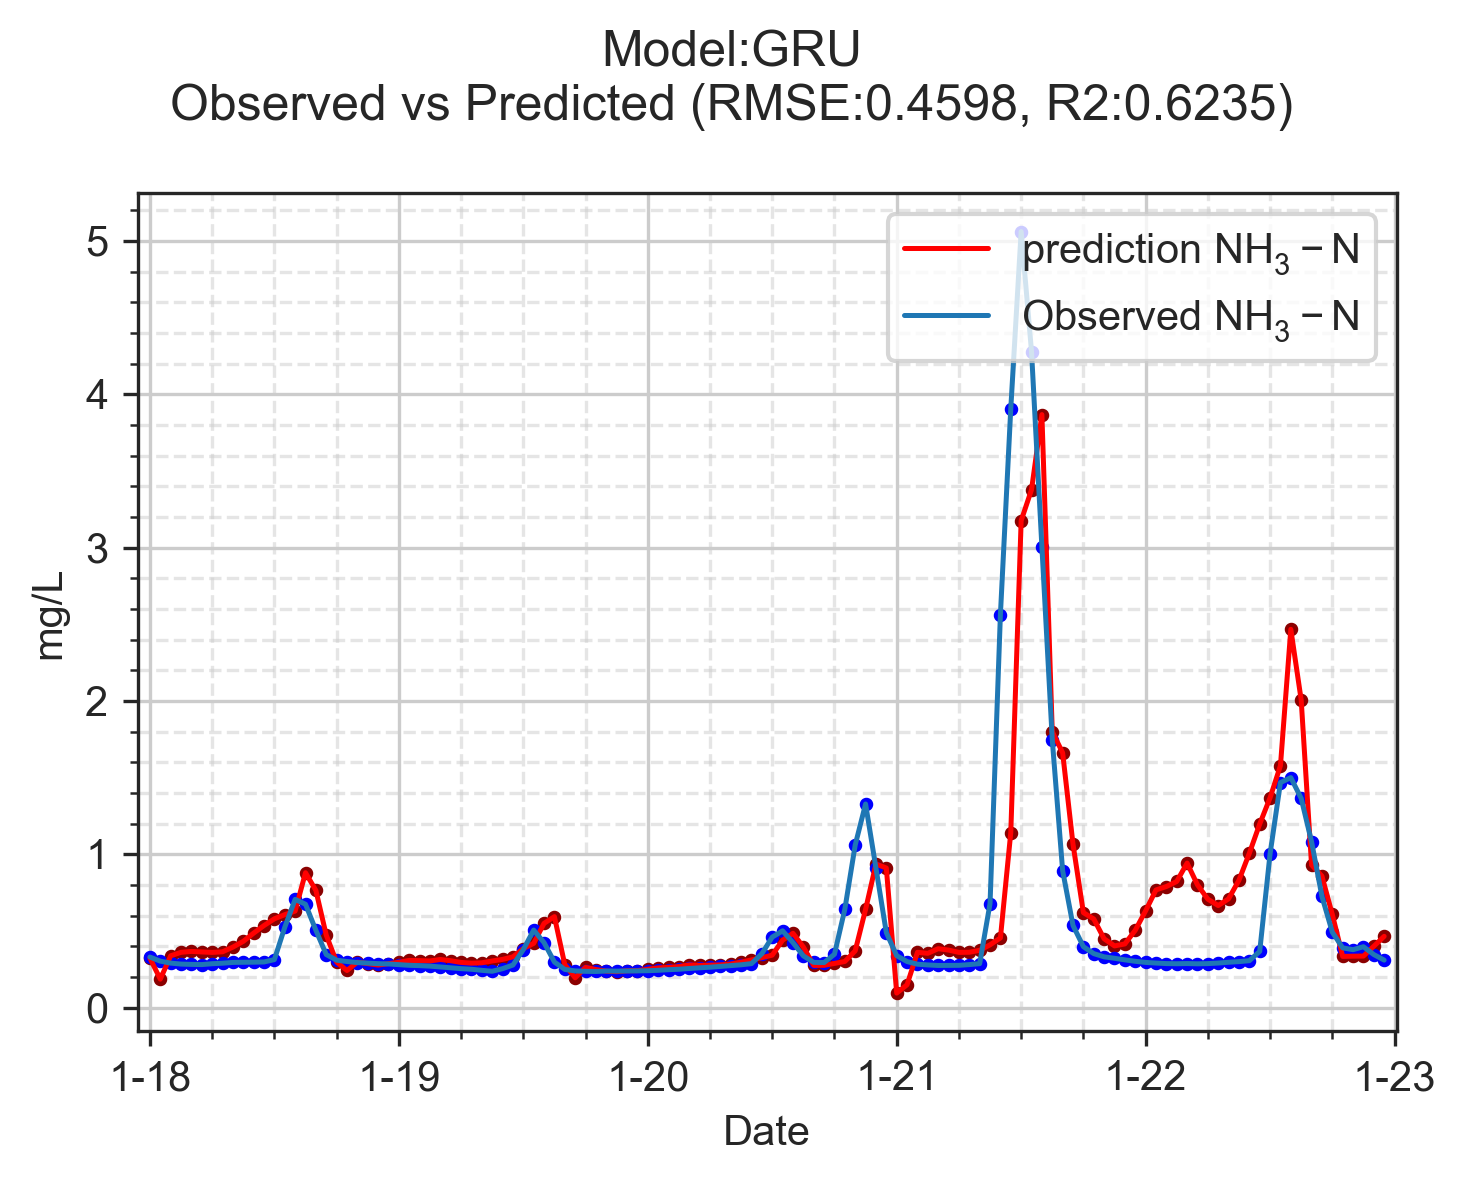 Model:GRU
Observed vs Predicted (RMSE:0.4598, R2:0.6235)
prediction NH₃ − N
Observed NH₃ − N
5
4
3
2
1
0
mg/L
1-18 1-19 1-20 1-21 1-22 1-23
Date